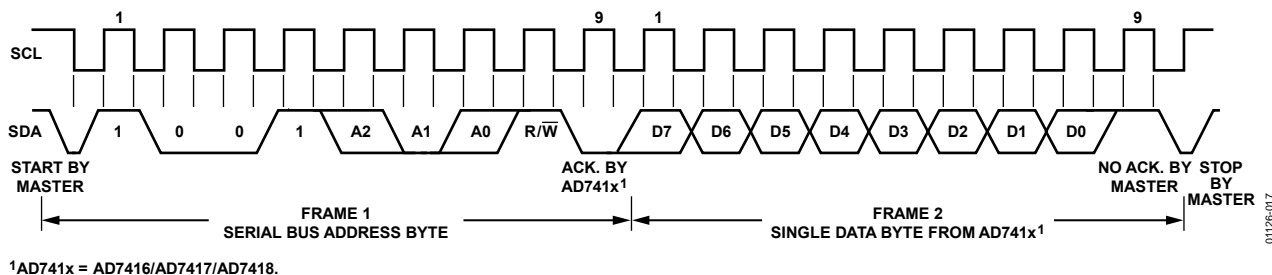 1 9 1 9
SCL
SDA 1 0 0 1 A2 A1 A0 R/W̅ D7 D6 D5 D4 D3 D2 D1 D0
START BY MASTER
ACK. BY AD741x¹
NO ACK. BY MASTER
STOP BY MASTER
FRAME 1
SERIAL BUS ADDRESS BYTE
FRAME 2
SINGLE DATA BYTE FROM AD741x¹
01126-017
¹AD741x = AD7416/AD7417/AD7418.